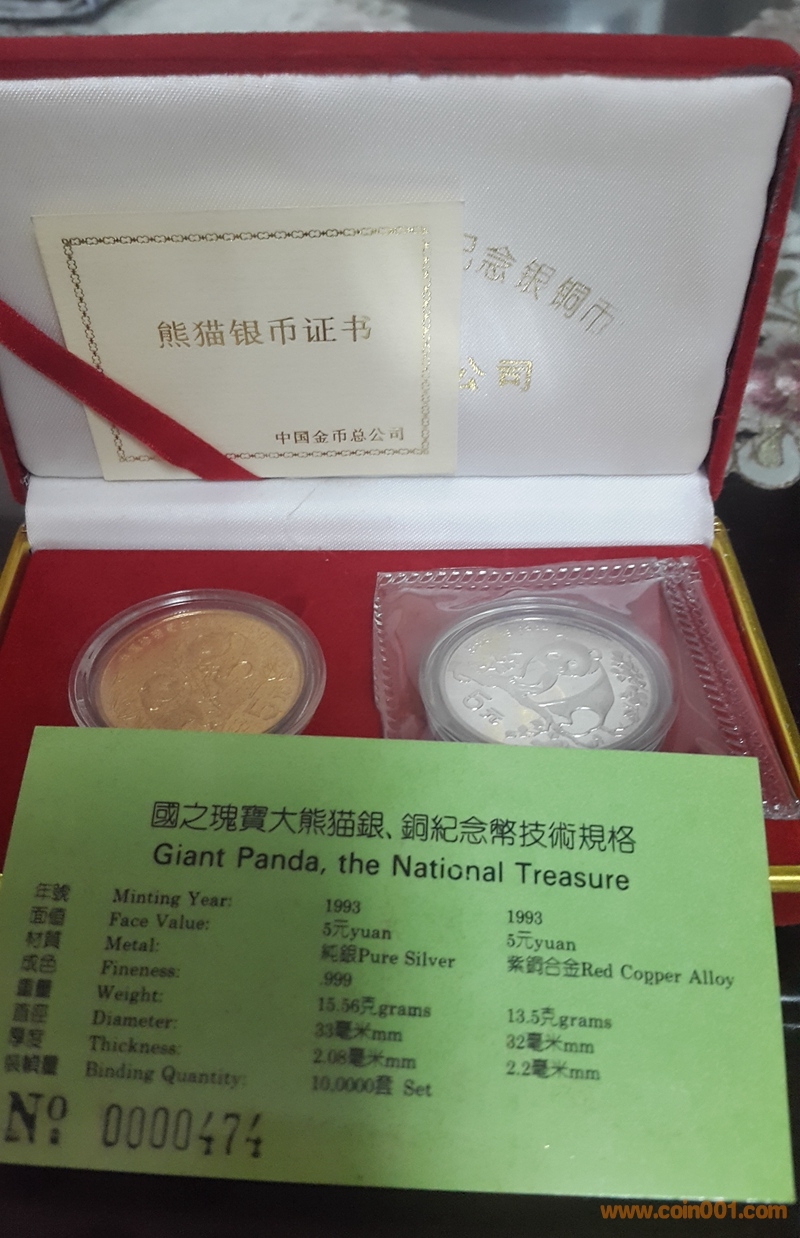 熊猫银币证书
中国金币总公司
纪念银铜币
公 国
5元
國之瑰寶大熊猫銀、銅紀念幣技術規格
Giant Panda, the National Treasure
年號 Minting Year: 1993 1993
面值 Face Value: 5元yuan 5元yuan
材質 Metal: 純銀Pure Silver 紫銅合金Red Copper Alloy
成色 Fineness: .999
重量 Weight: 15.56克grams 13.5克grams
直徑 Diameter: 33毫米mm 32毫米mm
厚度 Thickness: 2.08毫米mm 2.2毫米mm
裝幀量 Binding Quantity: 10.0000套 Set
Nº 0000474
www.coin001.com